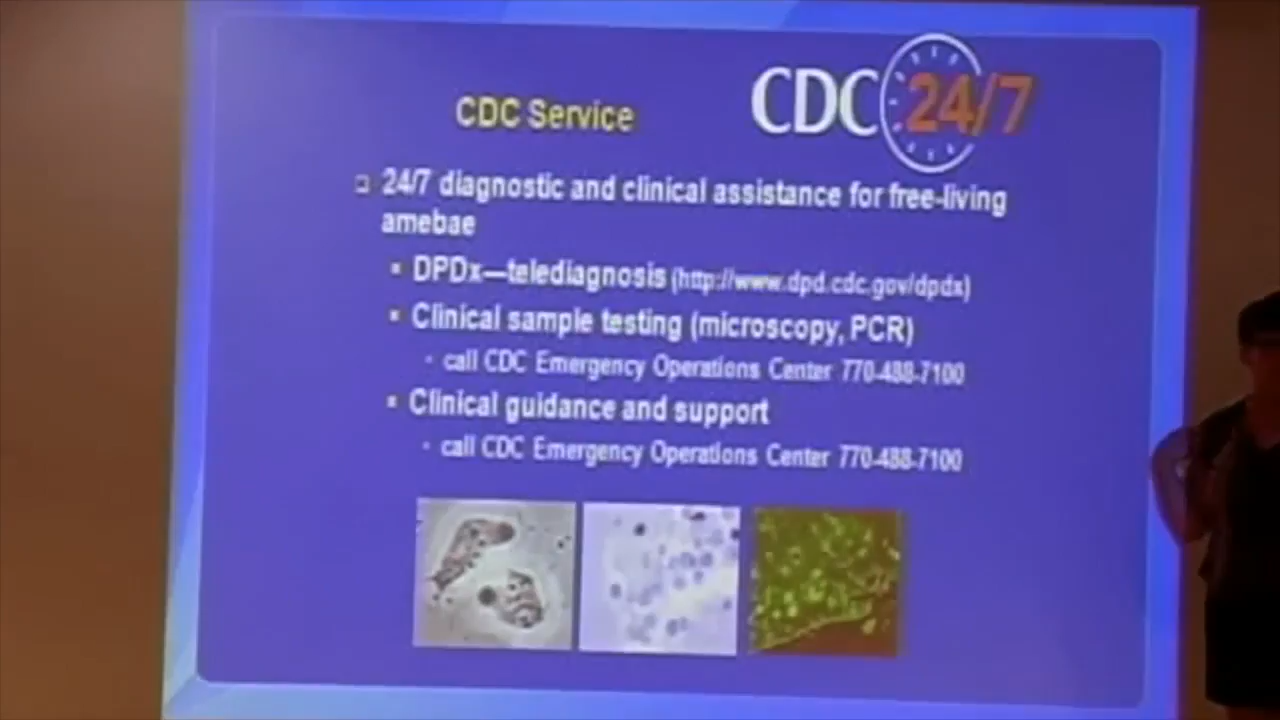 CDC 24/7
CDC Service
24/7 diagnostic and clinical assistance for free-living
amebae
DPDx—telediagnosis (http://www.dpd.cdc.gov/dpdx)
Clinical sample testing (microscopy, PCR)
call CDC Emergency Operations Center 770-488-7100
Clinical guidance and support
call CDC Emergency Operations Center 770-488-7100